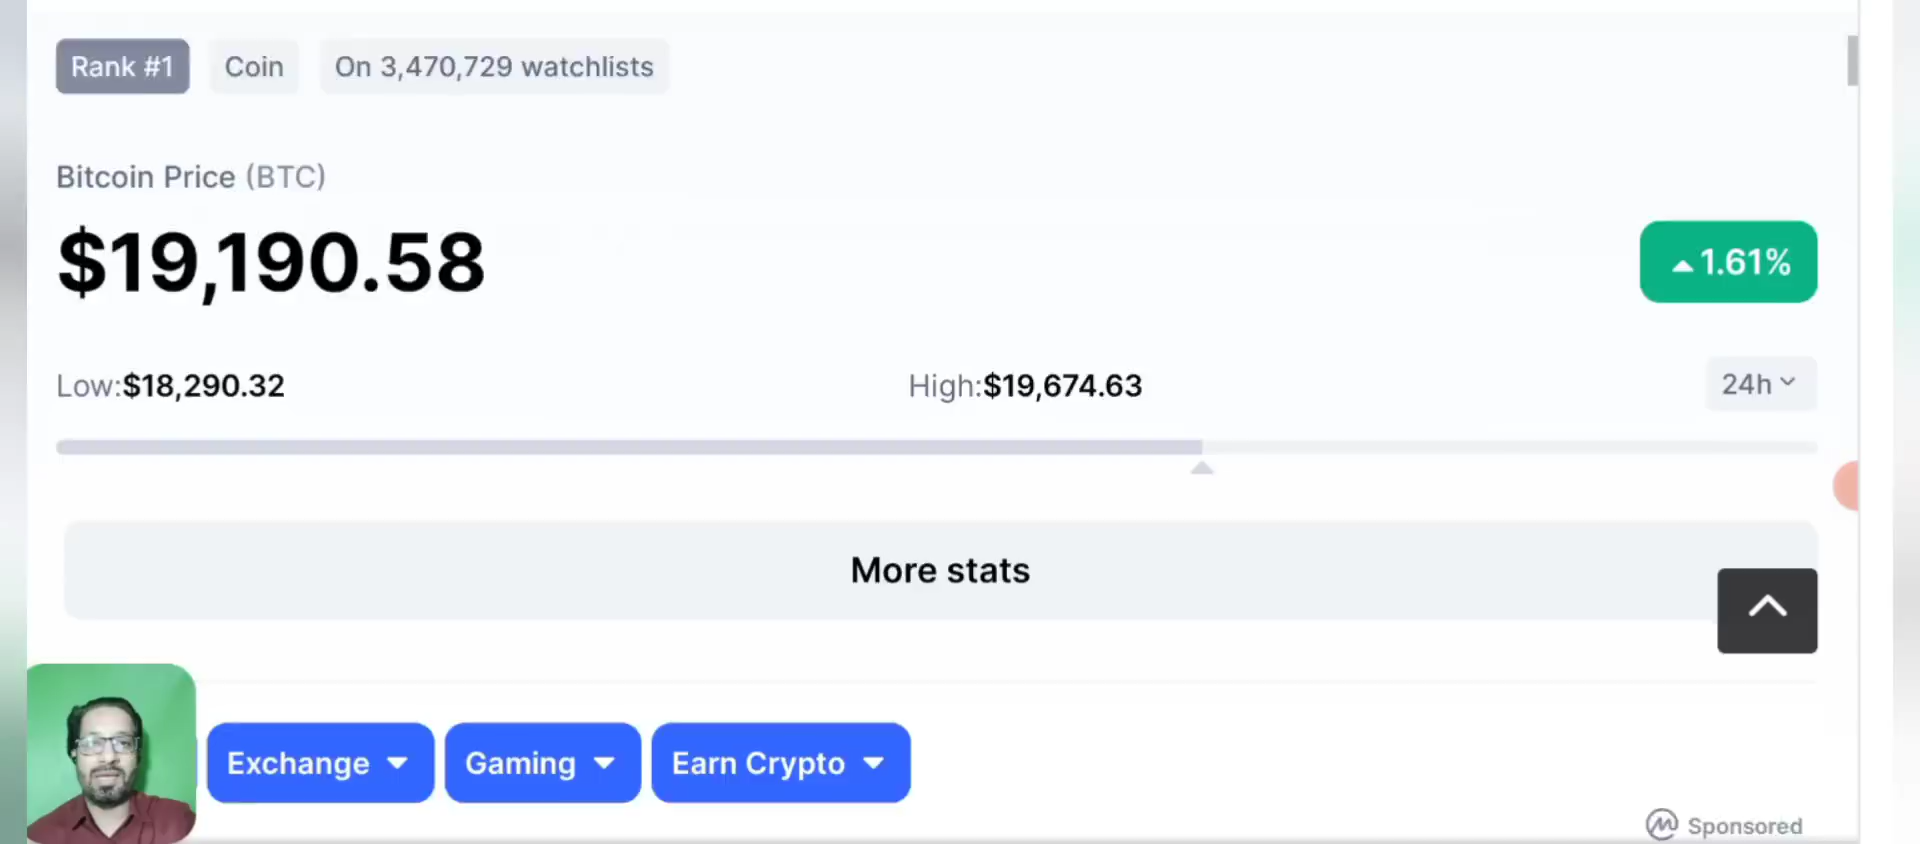 Rank #1 Coin On 3,470,729 watchlists
Bitcoin Price (BTC)
$19,190.58 1.61%
Low:$18,290.32 High:$19,674.63 24h
More stats
Exchange Gaming Earn Crypto
Sponsored